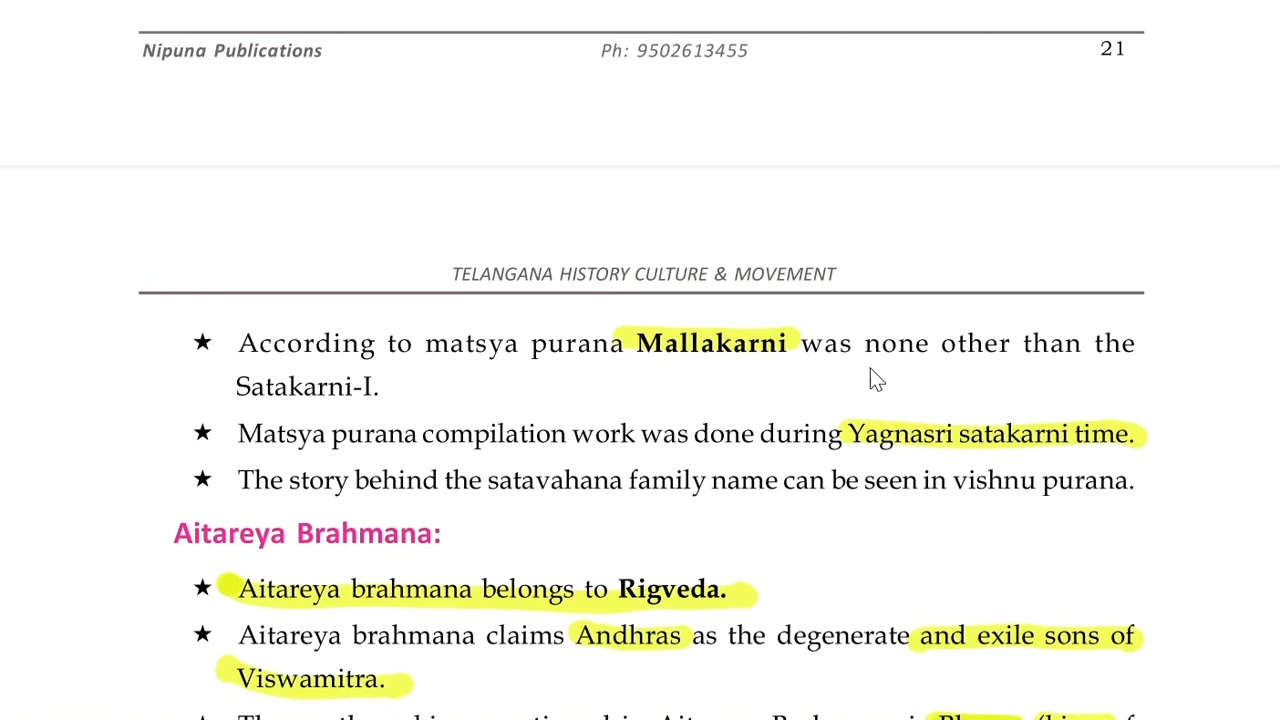 Nipuna Publications Ph: 9502613455 21
TELANGANA HISTORY CULTURE & MOVEMENT
★ According to matsya purana Mallakarni was none other than the
Satakarni-I.
★ Matsya purana compilation work was done during Yagnasri satakarni time.
★ The story behind the satavahana family name can be seen in vishnu purana.
Aitareya Brahmana:
★ Aitareya brahmana belongs to Rigveda.
★ Aitareya brahmana claims Andhras as the degenerate and exile sons of
Viswamitra.